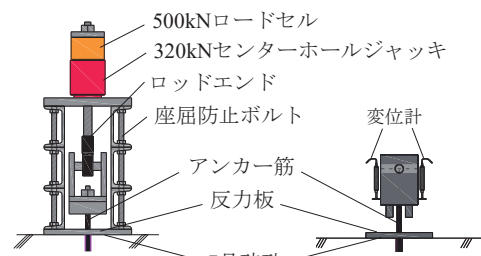 500kNロードセル
320kNセンターホールジャッキ
ロッドエンド
座屈防止ボルト
変位計
アンカー筋
反力板